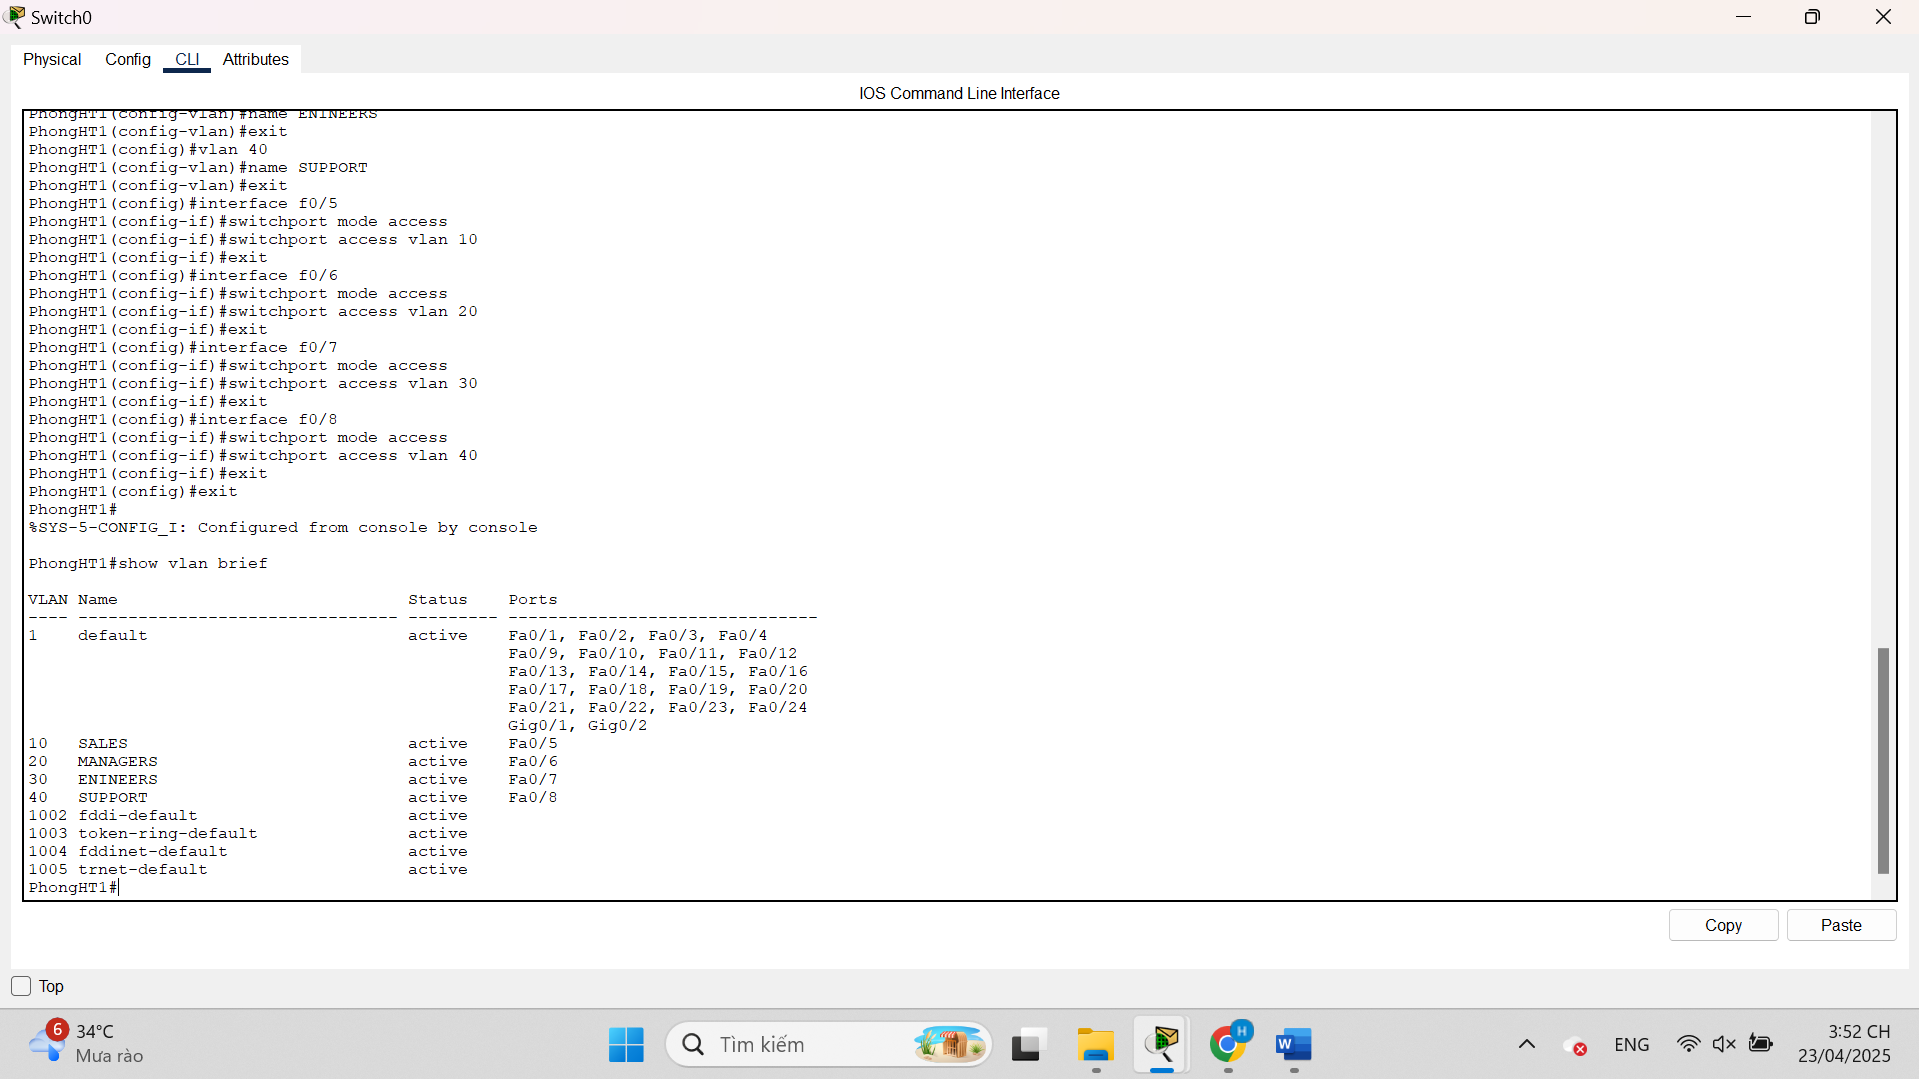 Switch0
Physical Config CLI Attributes
IOS Command Line Interface
PhongHT1(config-vlan)#name ENINEERS
PhongHT1(config-vlan)#exit
PhongHT1(config)#vlan 40
PhongHT1(config-vlan)#name SUPPORT
PhongHT1(config-vlan)#exit
PhongHT1(config)#interface f0/5
PhongHT1(config-if)#switchport mode access
PhongHT1(config-if)#switchport access vlan 10
PhongHT1(config-if)#exit
PhongHT1(config)#interface f0/6
PhongHT1(config-if)#switchport mode access
PhongHT1(config-if)#switchport access vlan 20
PhongHT1(config-if)#exit
PhongHT1(config)#interface f0/7
PhongHT1(config-if)#switchport mode access
PhongHT1(config-if)#switchport access vlan 30
PhongHT1(config-if)#exit
PhongHT1(config)#interface f0/8
PhongHT1(config-if)#switchport mode access
PhongHT1(config-if)#switchport access vlan 40
PhongHT1(config-if)#exit
PhongHT1(config)#exit
PhongHT1#
%SYS-5-CONFIG_I: Configured from console by console
PhongHT1#show vlan brief
VLAN Name Status Ports
---- -------------------------------- --------- -------------------------------
1 default active Fa0/1, Fa0/2, Fa0/3, Fa0/4
Fa0/9, Fa0/10, Fa0/11, Fa0/12
Fa0/13, Fa0/14, Fa0/15, Fa0/16
Fa0/17, Fa0/18, Fa0/19, Fa0/20
Fa0/21, Fa0/22, Fa0/23, Fa0/24
Gig0/1, Gig0/2
10 SALES active Fa0/5
20 MANAGERS active Fa0/6
30 ENINEERS active Fa0/7
40 SUPPORT active Fa0/8
1002 fddi-default active
1003 token-ring-default active
1004 fddinet-default active
1005 trnet-default active
PhongHT1#
Copy Paste
Top
6 34°C
Mưa rào
Tìm kiếm
H
W
ENG
3:52 CH
23/04/2025